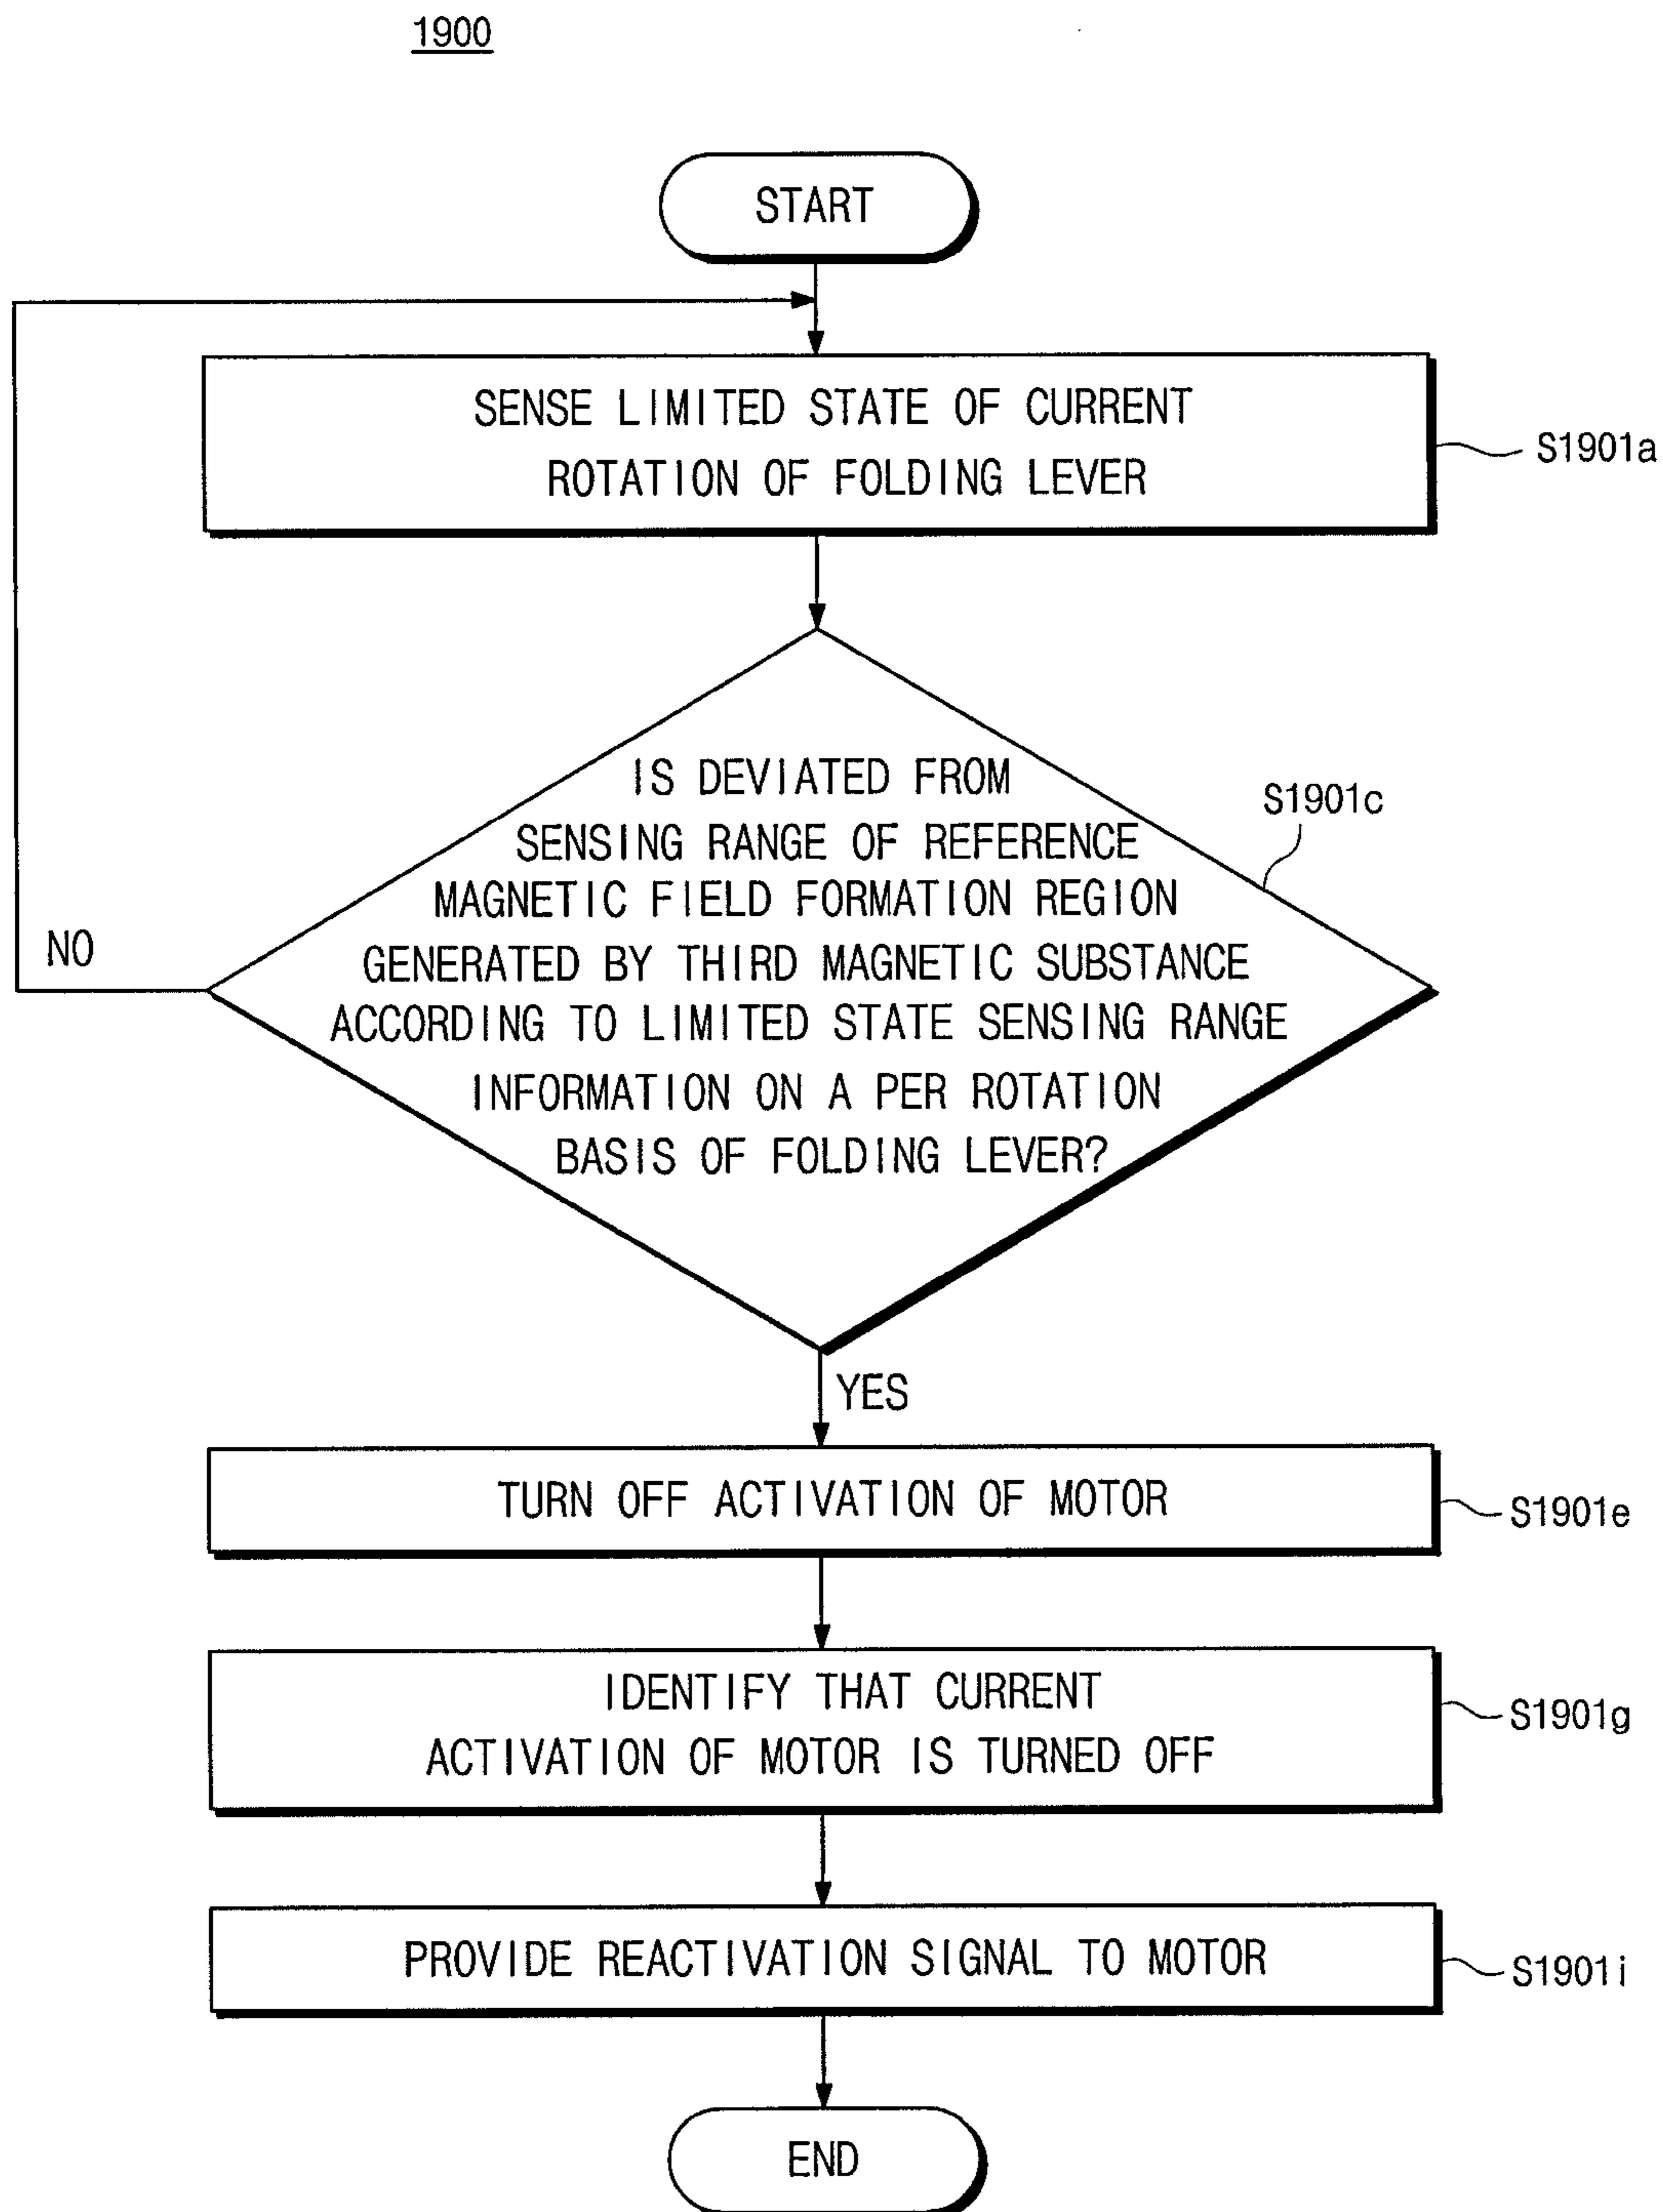 1900
START
SENSE LIMITED STATE OF CURRENT
ROTATION OF FOLDING LEVER
S1901a
IS DEVIATED FROM
SENSING RANGE OF REFERENCE
MAGNETIC FIELD FORMATION REGION
GENERATED BY THIRD MAGNETIC SUBSTANCE
ACCORDING TO LIMITED STATE SENSING RANGE
INFORMATION ON A PER ROTATION
BASIS OF FOLDING LEVER?
S1901c
NO
YES
TURN OFF ACTIVATION OF MOTOR
S1901e
IDENTIFY THAT CURRENT
ACTIVATION OF MOTOR IS TURNED OFF
S1901g
PROVIDE REACTIVATION SIGNAL TO MOTOR
S1901i
END